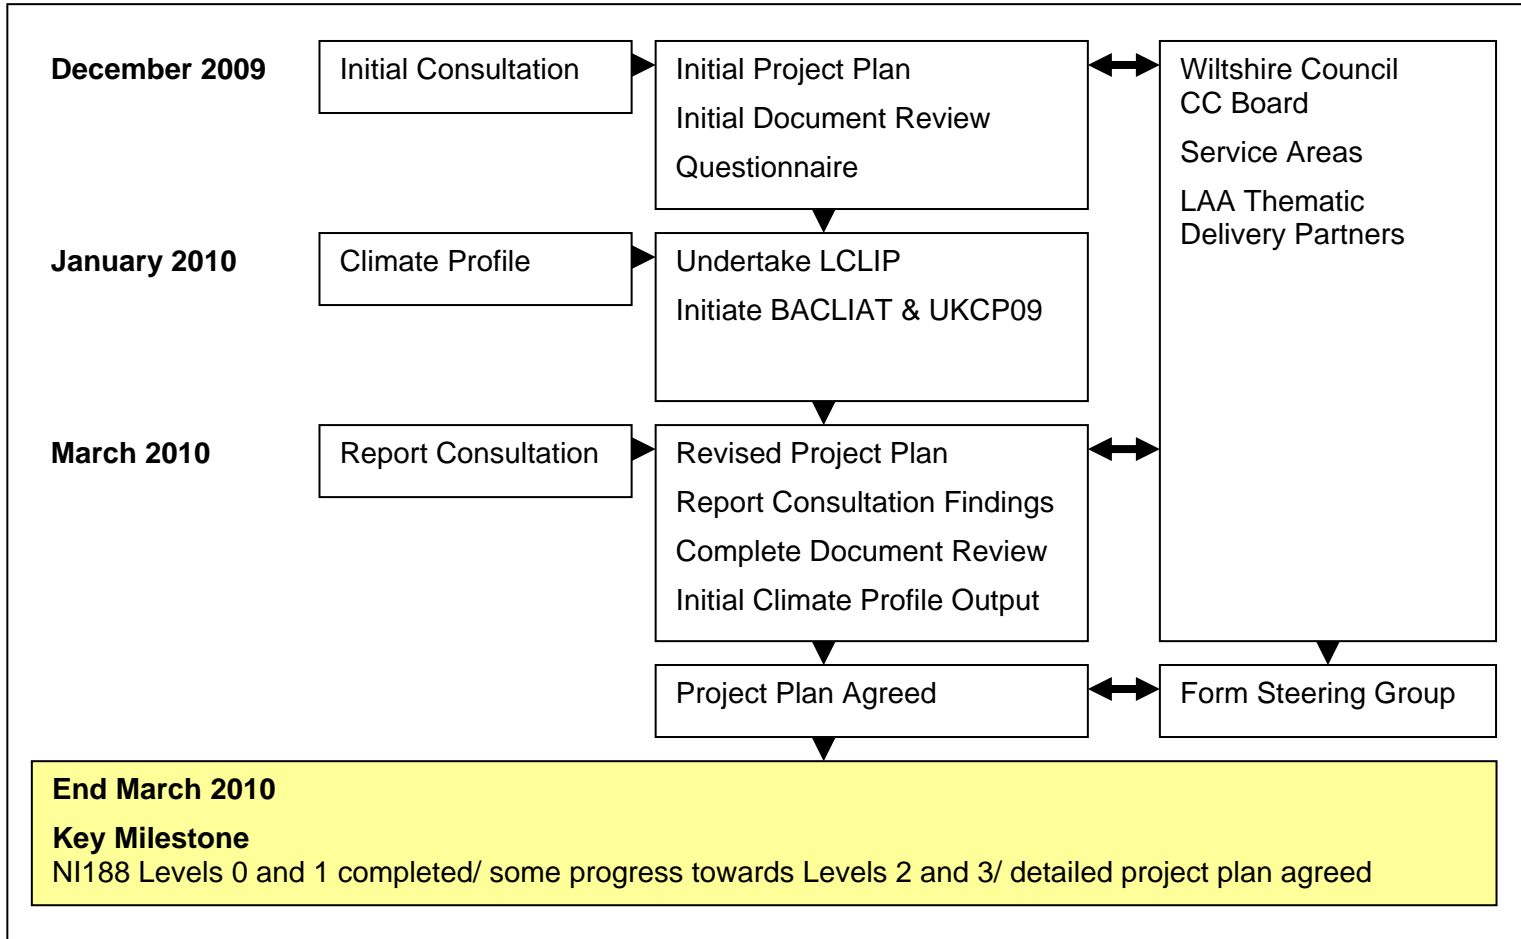 December 2009
Initial Consultation
Initial Project Plan
Initial Document Review
Questionnaire
Wiltshire Council
CC Board
Service Areas
LAA Thematic
Delivery Partners
January 2010
Climate Profile
Undertake LCLIP
Initiate BACLIAT & UKCP09
March 2010
Report Consultation
Revised Project Plan
Report Consultation Findings
Complete Document Review
Initial Climate Profile Output
Project Plan Agreed
Form Steering Group
End March 2010
Key Milestone
NI188 Levels 0 and 1 completed/ some progress towards Levels 2 and 3/ detailed project plan agreed